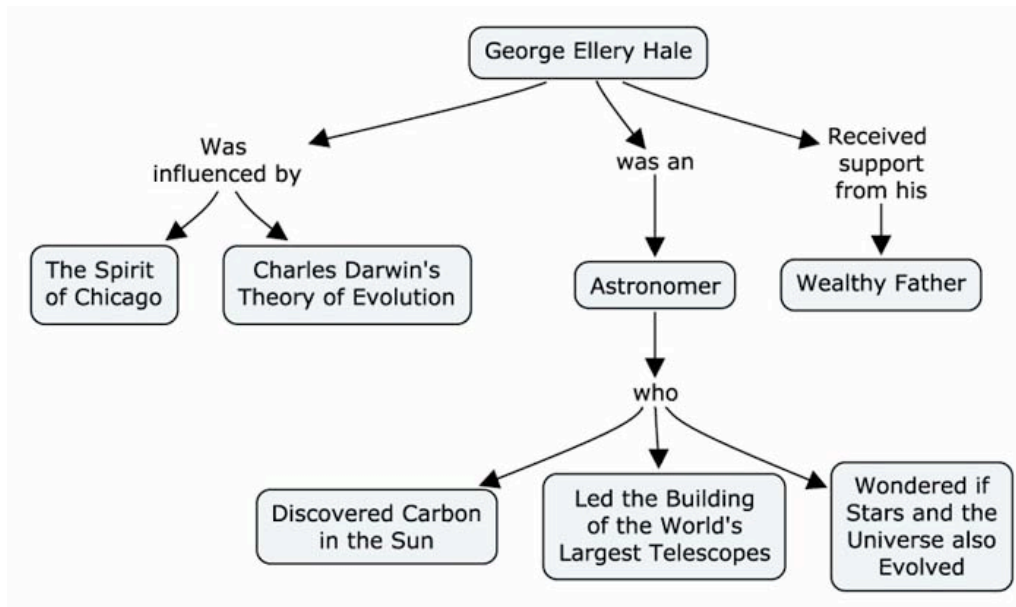 George Ellery Hale
Was
influenced by
was an
Received
support
from his
The Spirit
of Chicago
Charles Darwin's
Theory of Evolution
Astronomer
Wealthy Father
who
Discovered Carbon
in the Sun
Led the Building
of the World's
Largest Telescopes
Wondered if
Stars and the
Universe also
Evolved